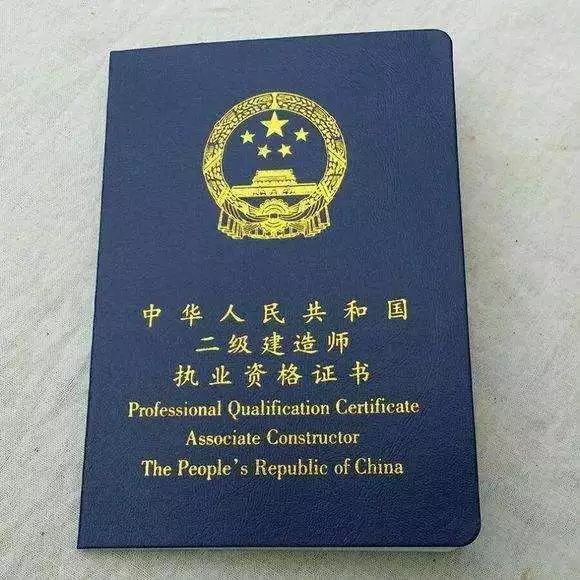 中华人民共和国
二级建造师
执业资格证书
Professional Qualification Certificate
Associate Constructor
The People's Republic of China